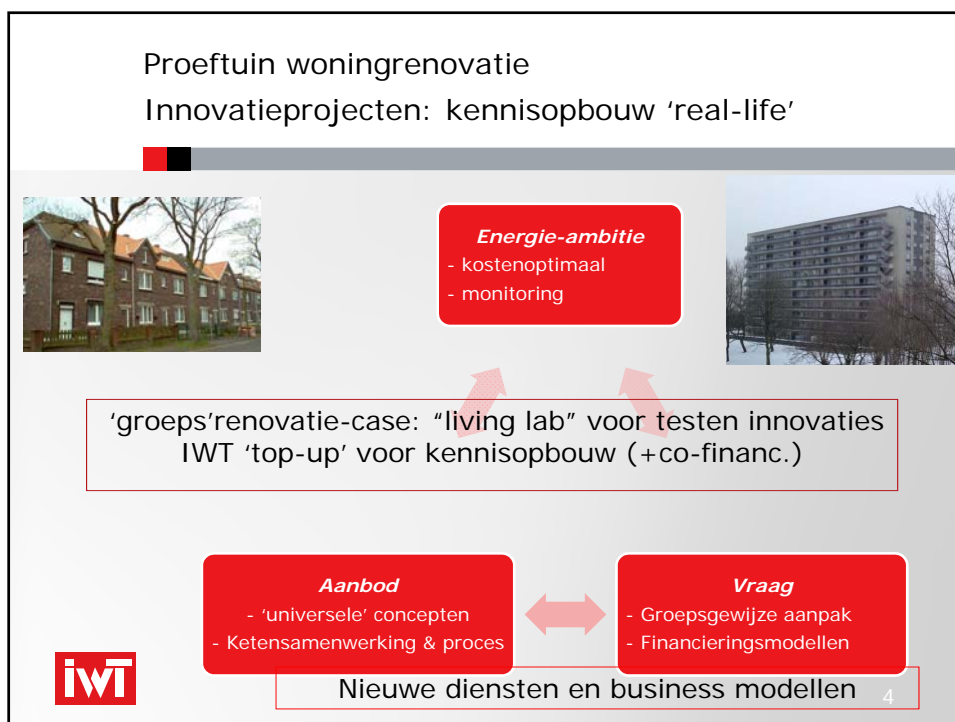 Proeftuin woningrenovatie
Innovatieprojecten: kennisopbouw ‘real-life’
Energie-ambitie
- kostenoptimaal
- monitoring
‘groeps’renovatie-case: “living lab” voor testen innovaties
IWT ‘top-up’ voor kennisopbouw (+co-financ.)
Aanbod
- ‘universele’ concepten
- Ketensamenwerking & proces
Vraag
- Groepsgewijze aanpak
- Financieringsmodellen
Nieuwe diensten en business modellen
iwT
4